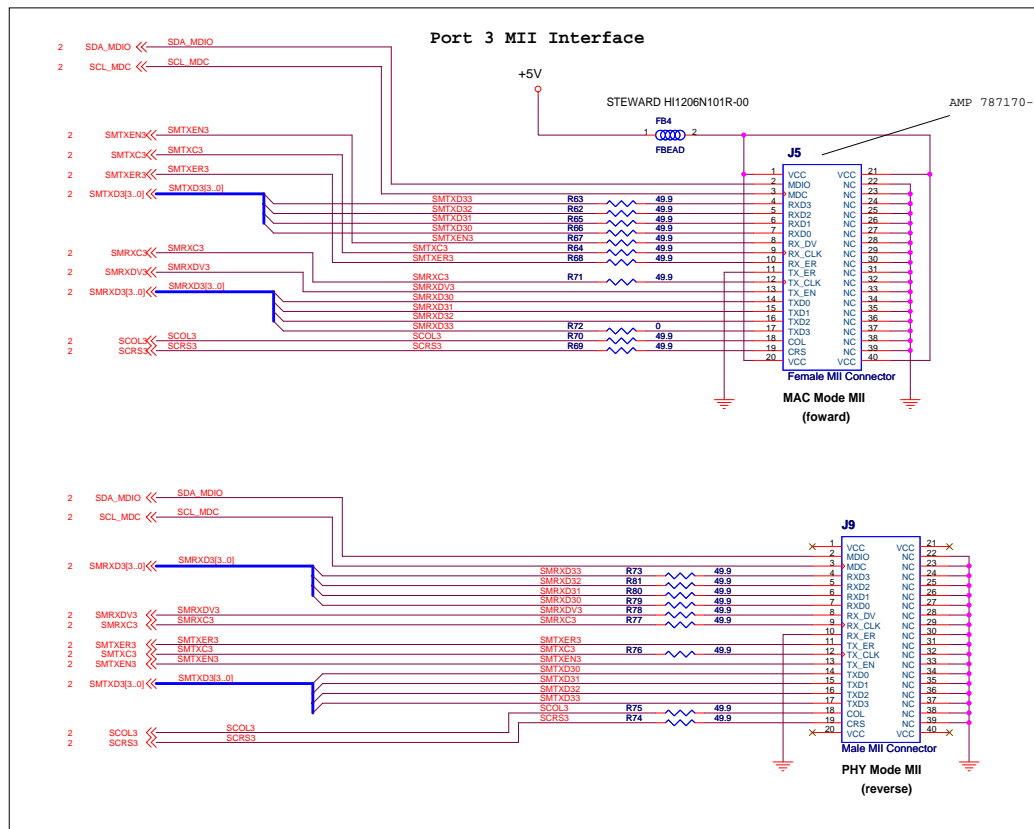 Port 3 MII Interface
2 SDA_MDIO SDA_MDIO
2 SCL_MDC SCL_MDC
+5V
STEWARD HI1206N101R-00
AMP 787170-
FB4
1 2
FBEAD
2 SMTXEN3 SMTXEN3
2 SMTXC3 SMTXC3
2 SMTXER3 SMTXER3
2 SMTXD3[3..0] SMTXD3[3..0]
2 SMRXC3 SMRXC3
2 SMRXDV3 SMRXDV3
2 SMRXD3[3..0] SMRXD3[3..0]
2 SCOL3 SCOL3
2 SCRS3 SCRS3
J5
1 VCC VCC 21
2 MDIO NC 22
3 MDC NC 23
SMTXD33 R63 49.9 4 RXD3 NC 24
SMTXD32 R62 49.9 5 RXD2 NC 25
SMTXD31 R65 49.9 6 RXD1 NC 26
SMTXD30 R66 49.9 7 RXD0 NC 27
SMTXEN3 R67 49.9 8 RX_DV NC 28
SMTXC3 R64 49.9 9 RX_CLK NC 29
SMTXER3 R68 49.9 10 RX_ER NC 30
11 TX_ER NC 31
SMRXC3 R71 49.9 12 TX_CLK NC 32
SMRXDV3 13 TX_EN NC 33
SMRXD30 14 TXD0 NC 34
SMRXD31 15 TXD1 NC 35
SMRXD32 16 TXD2 NC 36
SMRXD33 R72 0 17 TXD3 NC 37
SCOL3 R70 49.9 18 COL NC 38
SCRS3 R69 49.9 19 CRS NC 39
20 VCC VCC 40
Female MII Connector
MAC Mode MII
(foward)
2 SDA_MDIO SDA_MDIO
2 SCL_MDC SCL_MDC
2 SMRXD3[3..0] SMRXD3[3..0]
2 SMRXDV3 SMRXDV3
2 SMRXC3 SMRXC3
2 SMTXER3 SMTXER3
2 SMTXC3 SMTXC3
2 SMTXEN3 SMTXEN3
2 SMTXD3[3..0] SMTXD3[3..0]
2 SCOL3 SCOL3
2 SCRS3 SCRS3
J9
1 VCC VCC 21
2 MDIO NC 22
3 MDC NC 23
SMRXD33 R73 49.9 4 RXD3 NC 24
SMRXD32 R81 49.9 5 RXD2 NC 25
SMRXD31 R80 49.9 6 RXD1 NC 26
SMRXD30 R79 49.9 7 RXD0 NC 27
SMRXDV3 R78 49.9 8 RX_DV NC 28
SMRXC3 R77 49.9 9 RX_CLK NC 29
10 RX_ER NC 30
SMTXER3 11 TX_ER NC 31
SMTXC3 R76 49.9 12 TX_CLK NC 32
SMTXEN3 13 TX_EN NC 33
SMTXD30 14 TXD0 NC 34
SMTXD31 15 TXD1 NC 35
SMTXD32 16 TXD2 NC 36
SMTXD33 17 TXD3 NC 37
SCOL3 R75 49.9 18 COL NC 38
SCRS3 R74 49.9 19 CRS NC 39
20 VCC VCC 40
Male MII Connector
PHY Mode MII
(reverse)